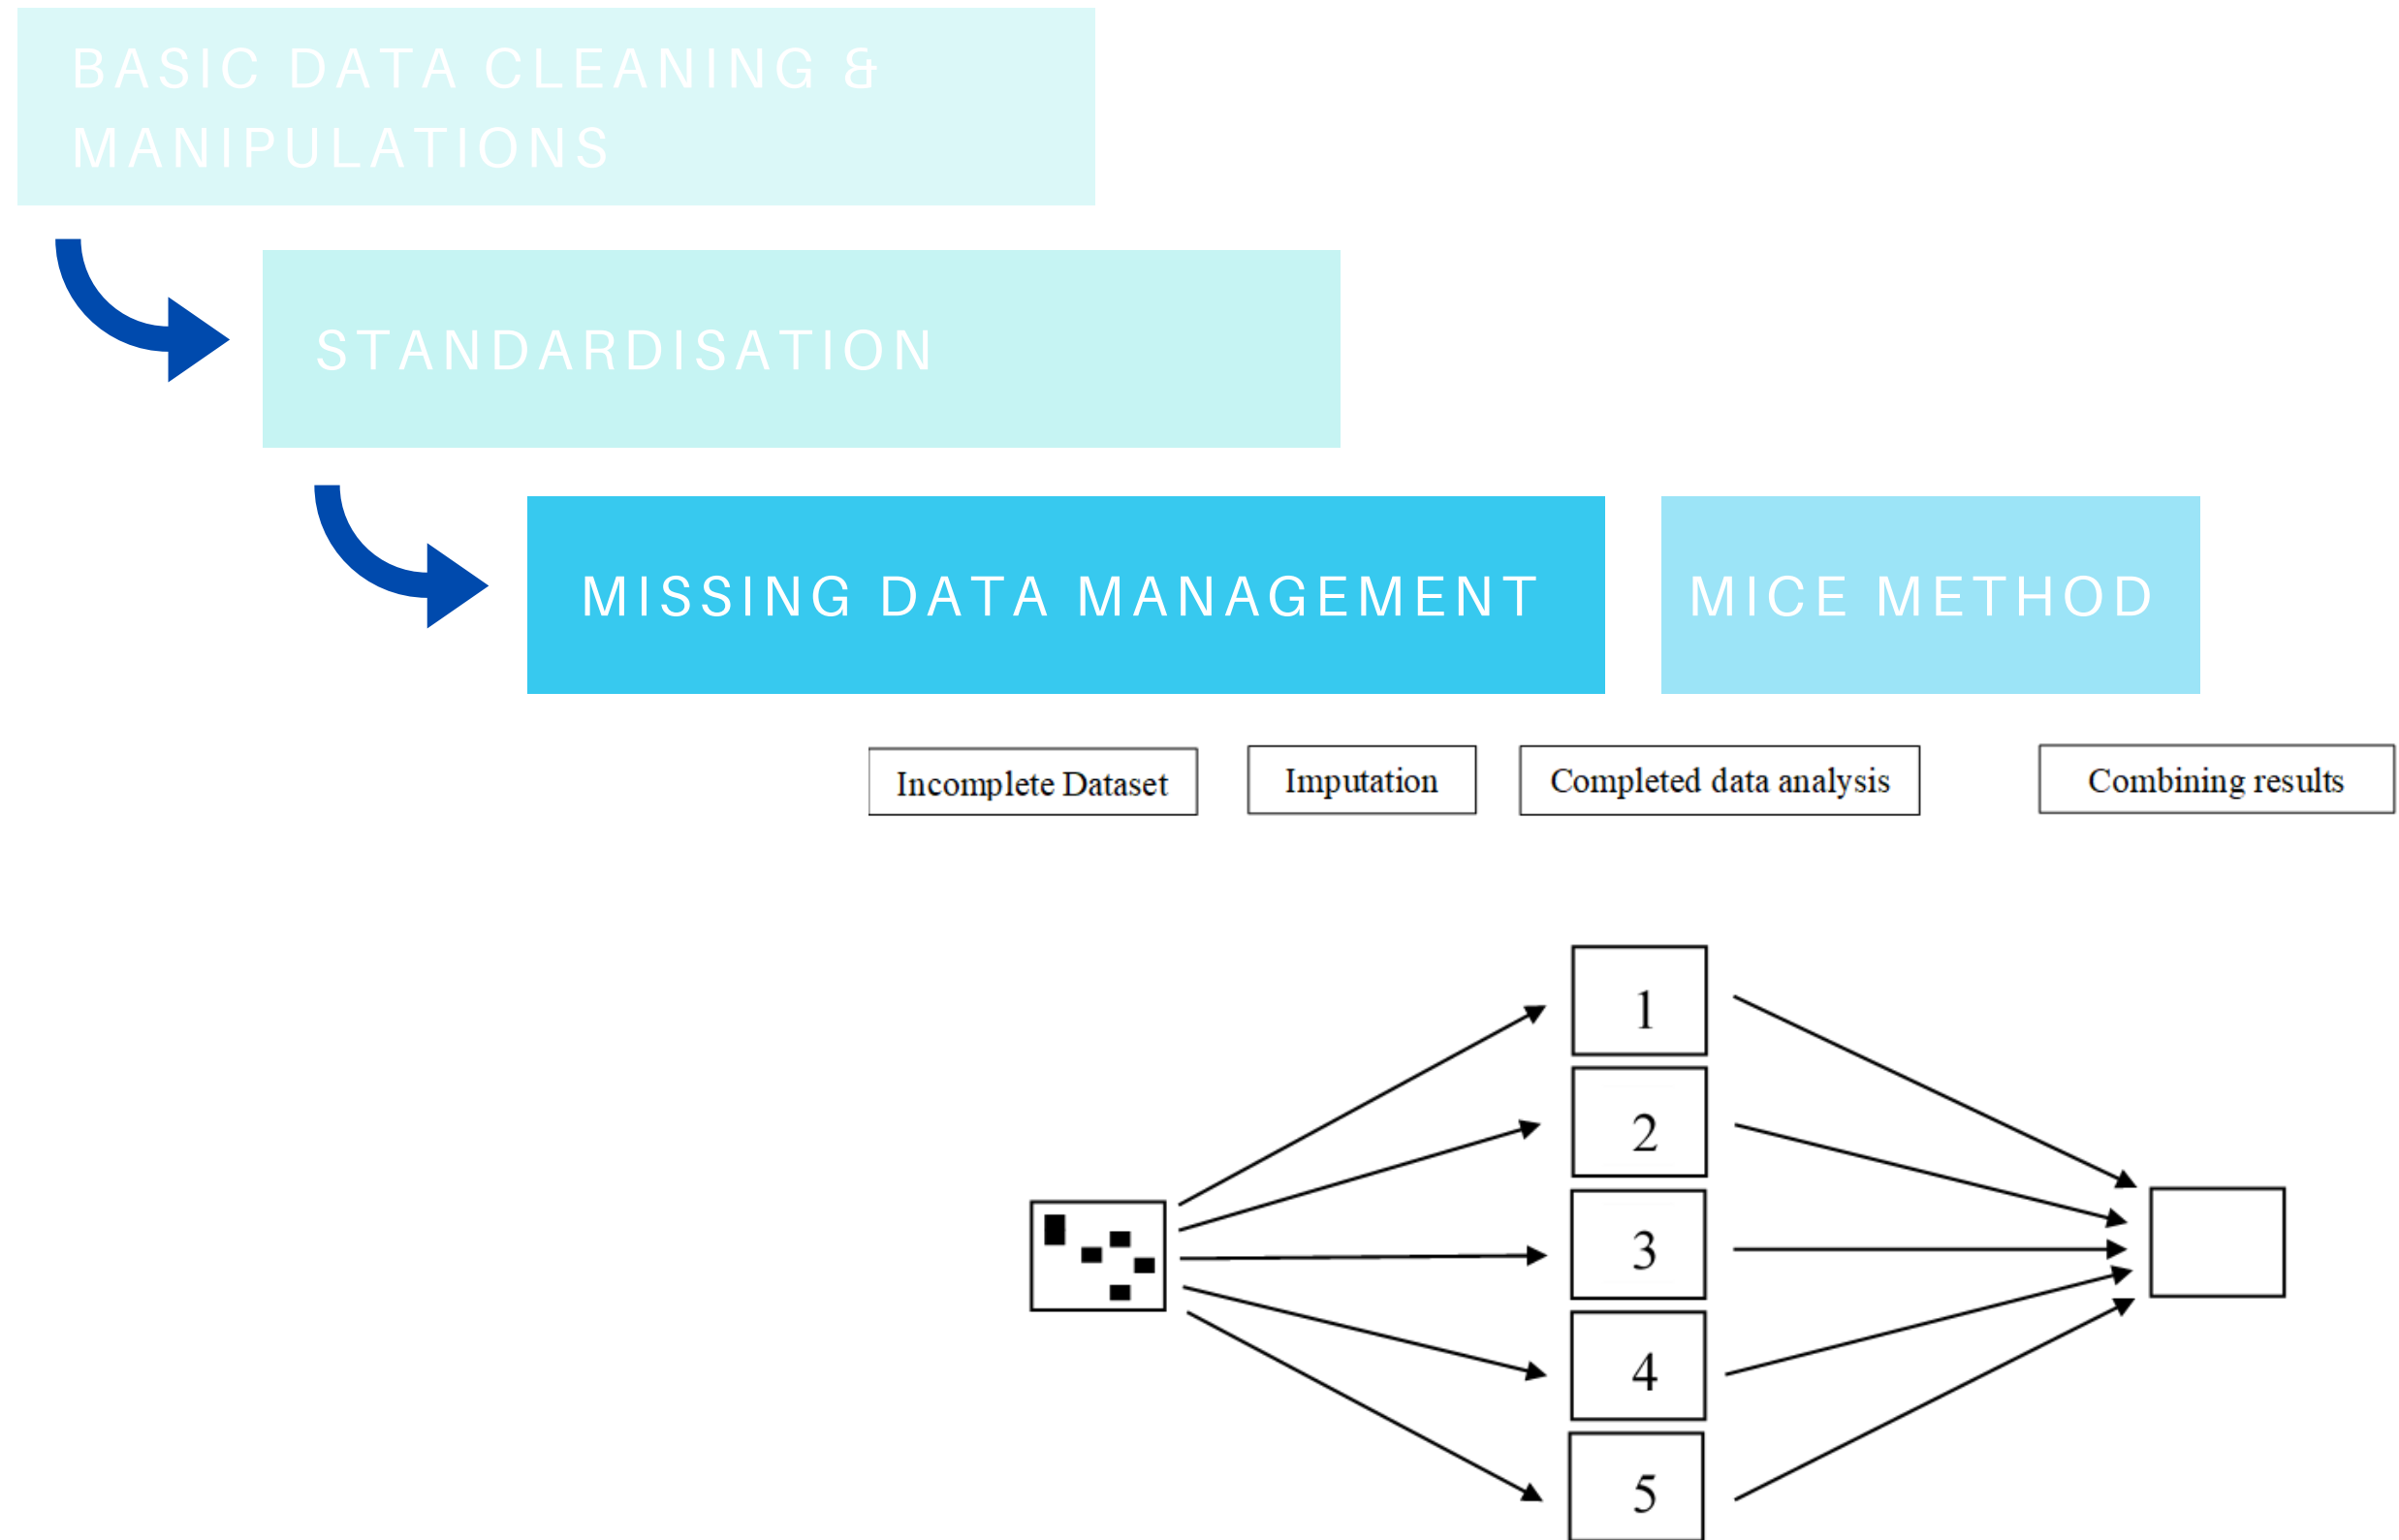 BASIC DATA CLEANING &
MANIPULATIONS
STANDARDISATION
MISSING DATA MANAGEMENT
MICE METHOD
Incomplete Dataset
Imputation
Completed data analysis
Combining results
1
2
3
4
5